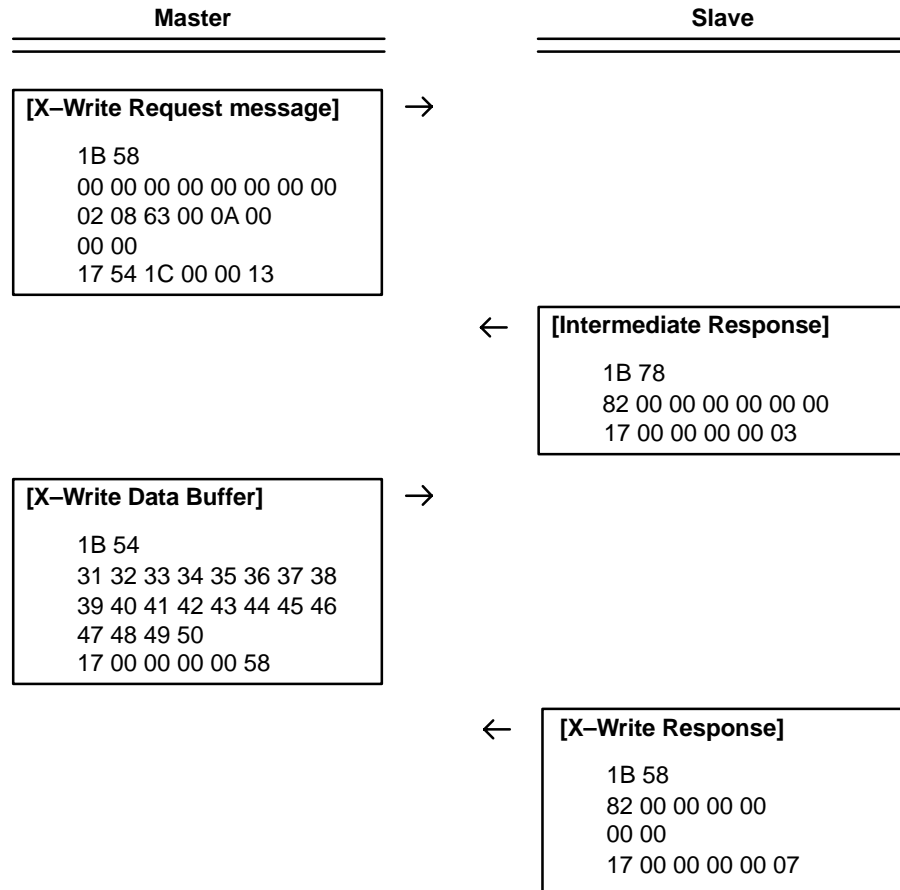 Master
Slave
[X–Write Request message]
1B 58
00 00 00 00 00 00 00 00
02 08 63 00 0A 00
00 00
17 54 1C 00 00 13
[Intermediate Response]
1B 78
82 00 00 00 00 00 00
17 00 00 00 00 03
[X–Write Data Buffer]
1B 54
31 32 33 34 35 36 37 38
39 40 41 42 43 44 45 46
47 48 49 50
17 00 00 00 00 58
[X–Write Response]
1B 58
82 00 00 00 00
00 00
17 00 00 00 00 07